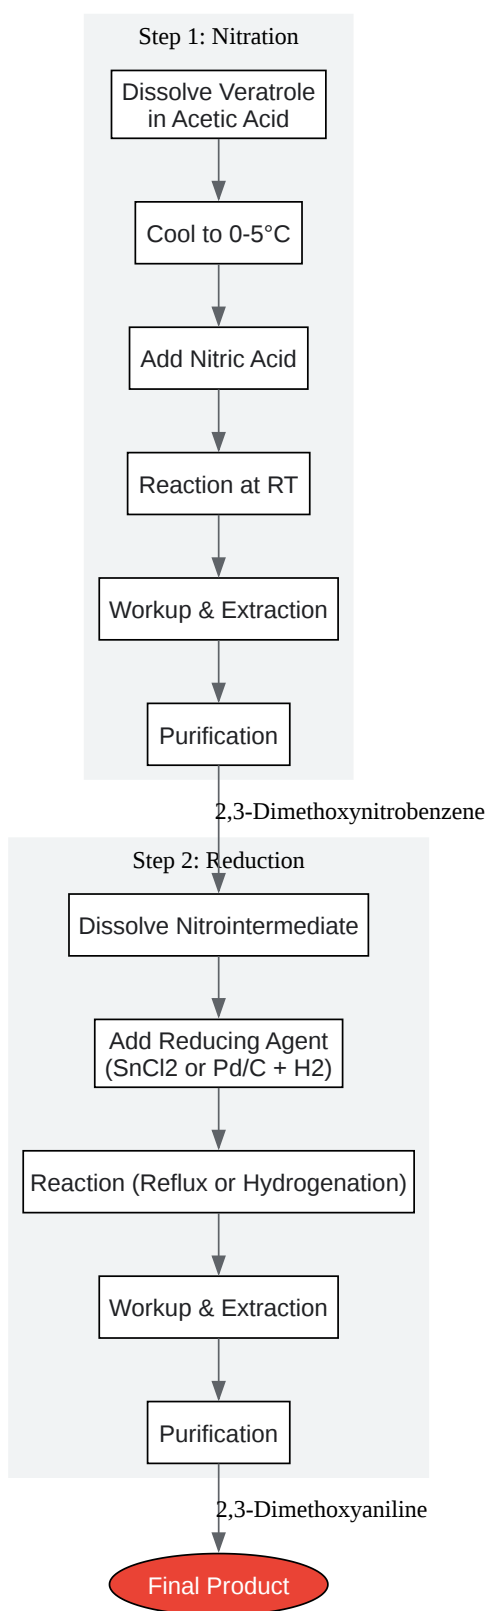 Step 1: Nitration
Dissolve Veratrole
in Acetic Acid
Cool to 0-5°C
Add Nitric Acid
Reaction at RT
Workup & Extraction
Purification
2,3-Dimethoxynitrobenzene
Step 2: Reduction
Dissolve Nitrointermediate
Add Reducing Agent
(SnCl2 or Pd/C + H2)
Reaction (Reflux or Hydrogenation)
Workup & Extraction
Purification
2,3-Dimethoxyaniline
Final Product